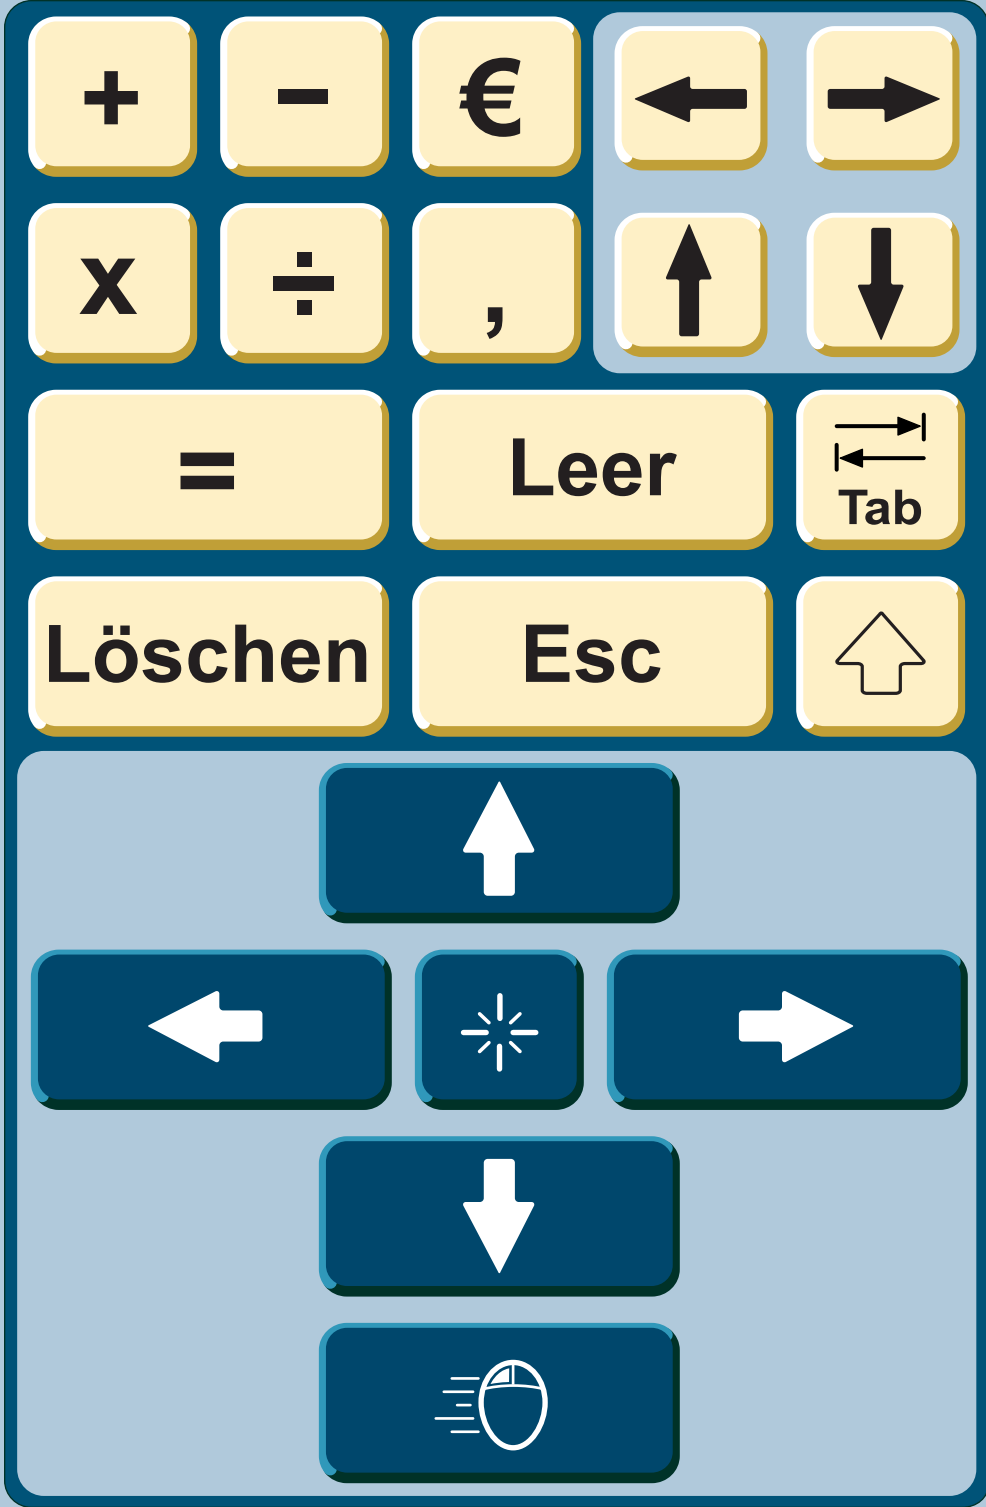 + − €
x ÷ ,
= Leer Tab
Löschen Esc